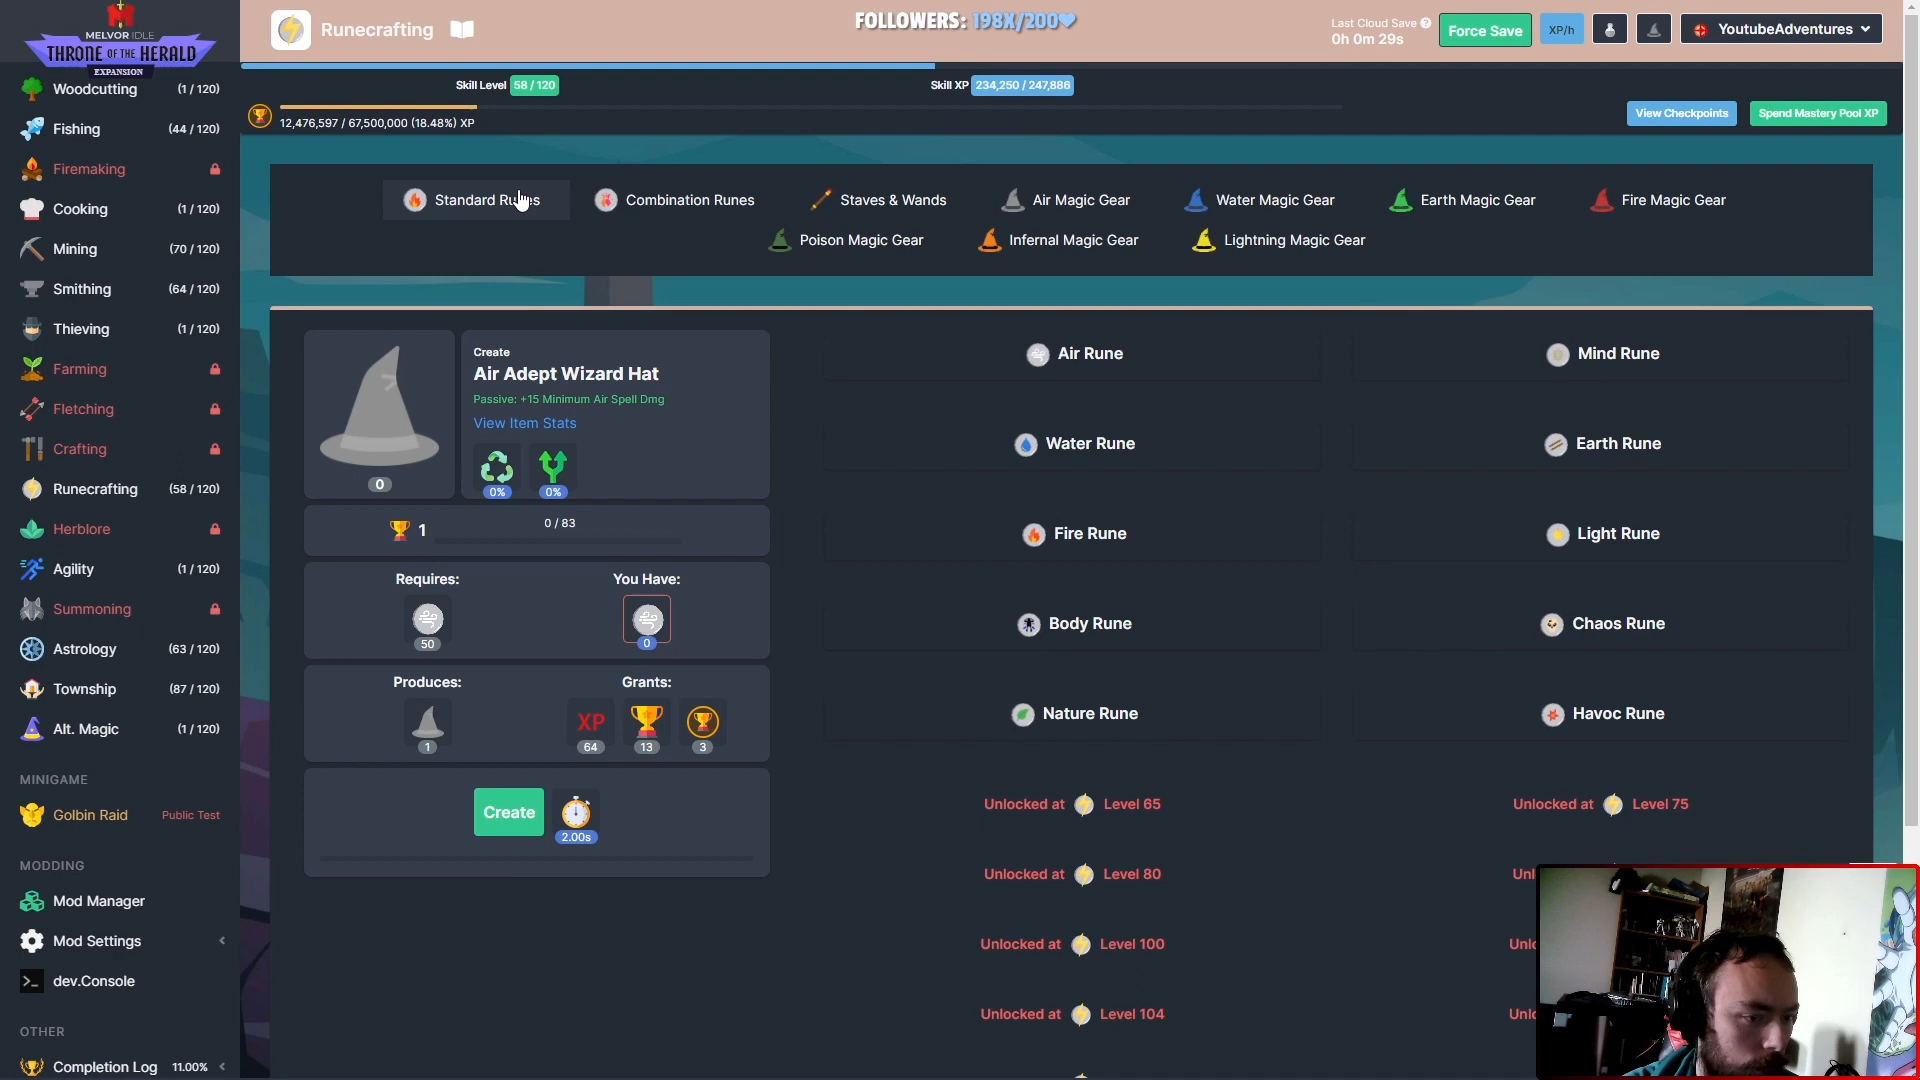 MELVOR IDLE
THRONE OF THE HERALD
EXPANSION
Woodcutting (1 / 120)
Fishing (44 / 120)
Firemaking
Cooking (1 / 120)
Mining (70 / 120)
Smithing (64 / 120)
Thieving (1 / 120)
Farming
Fletching
Crafting
Runecrafting (58 / 120)
Herblore
Agility (1 / 120)
Summoning
Astrology (63 / 120)
Township (87 / 120)
Alt. Magic (1 / 120)
MINIGAME
Golbin Raid Public Test
MODDING
Mod Manager
Mod Settings
dev.Console
OTHER
Completion Log 11.00%
Runecrafting
FOLLOWERS: 198X/200
Last Cloud Save
0h 0m 29s
Force Save
XP/h
YoutubeAdventures
Skill Level 58 / 120
Skill XP 234,250 / 247,886
12,476,597 / 67,500,000 (18.48%) XP
View Checkpoints
Spend Mastery Pool XP
Standard Runes
Combination Runes
Staves & Wands
Air Magic Gear
Water Magic Gear
Earth Magic Gear
Fire Magic Gear
Poison Magic Gear
Infernal Magic Gear
Lightning Magic Gear
Create
Air Adept Wizard Hat
Passive: +15 Minimum Air Spell Dmg
View Item Stats
0% 0%
0
1 0 / 83
Requires: You Have:
50 0
Produces: Grants:
XP
1 64 13 3
Create
2.00s
Air Rune
Mind Rune
Water Rune
Earth Rune
Fire Rune
Light Rune
Body Rune
Chaos Rune
Nature Rune
Havoc Rune
Unlocked at Level 65
Unlocked at Level 75
Unlocked at Level 80
Unlocked at Level 100
Unlocked at Level 104